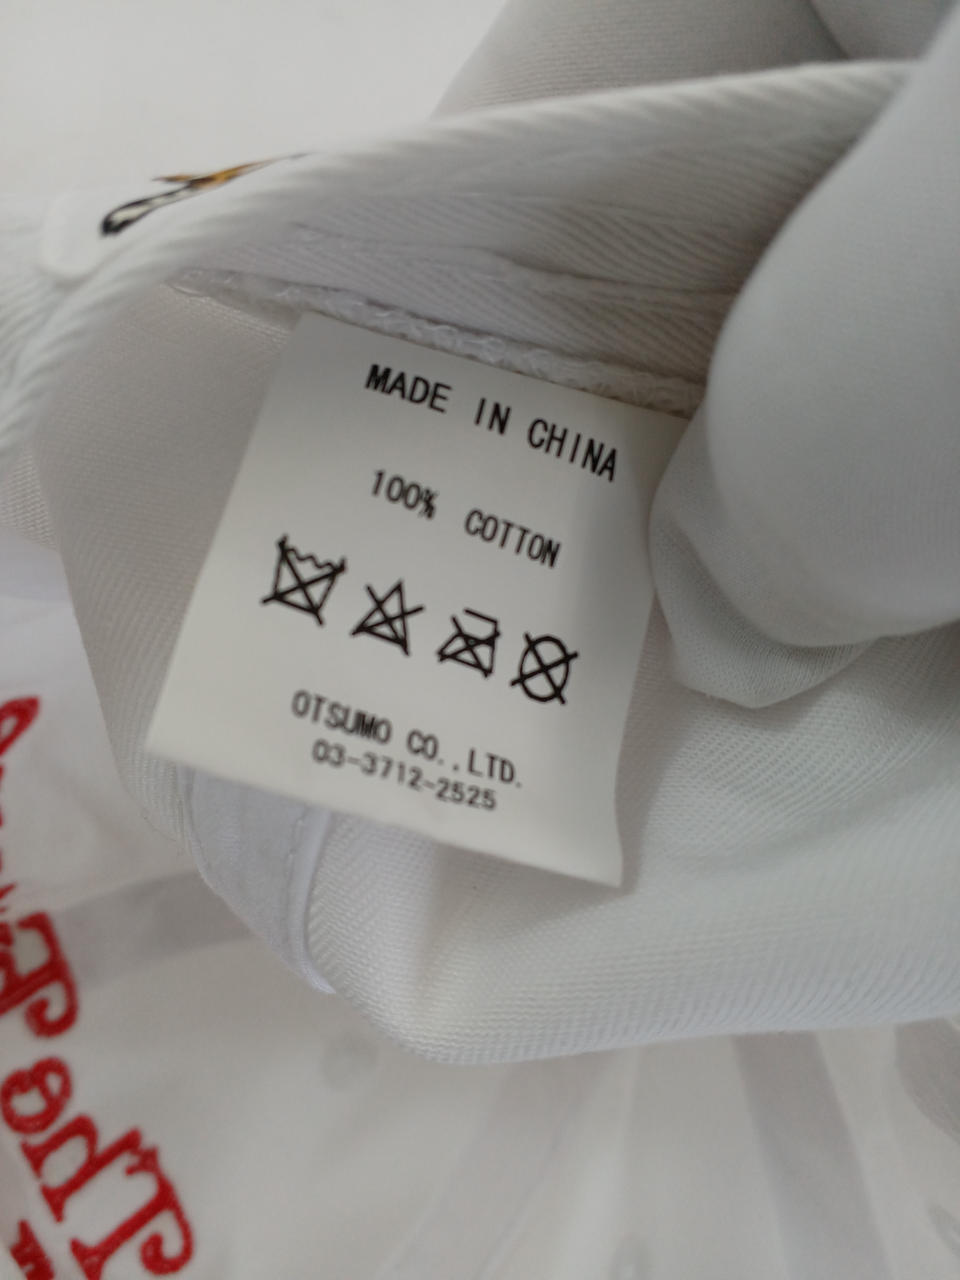 MADE IN CHINA
100% COTTON
OTSUMO CO.,LTD.
03-3712-2525